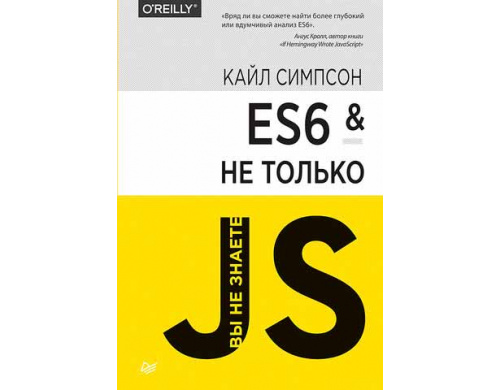 O'REILLY®
«Вряд ли вы сможете найти более глубокий
или вдумчивый анализ ES6».
Ангус Кролл, автор книги
«If Hemingway Wrote JavaScript»
КАЙЛ СИМПСОН
ES6 &
НЕ ТОЛЬКО
ВЫ НЕ ЗНАЕТЕ
JS